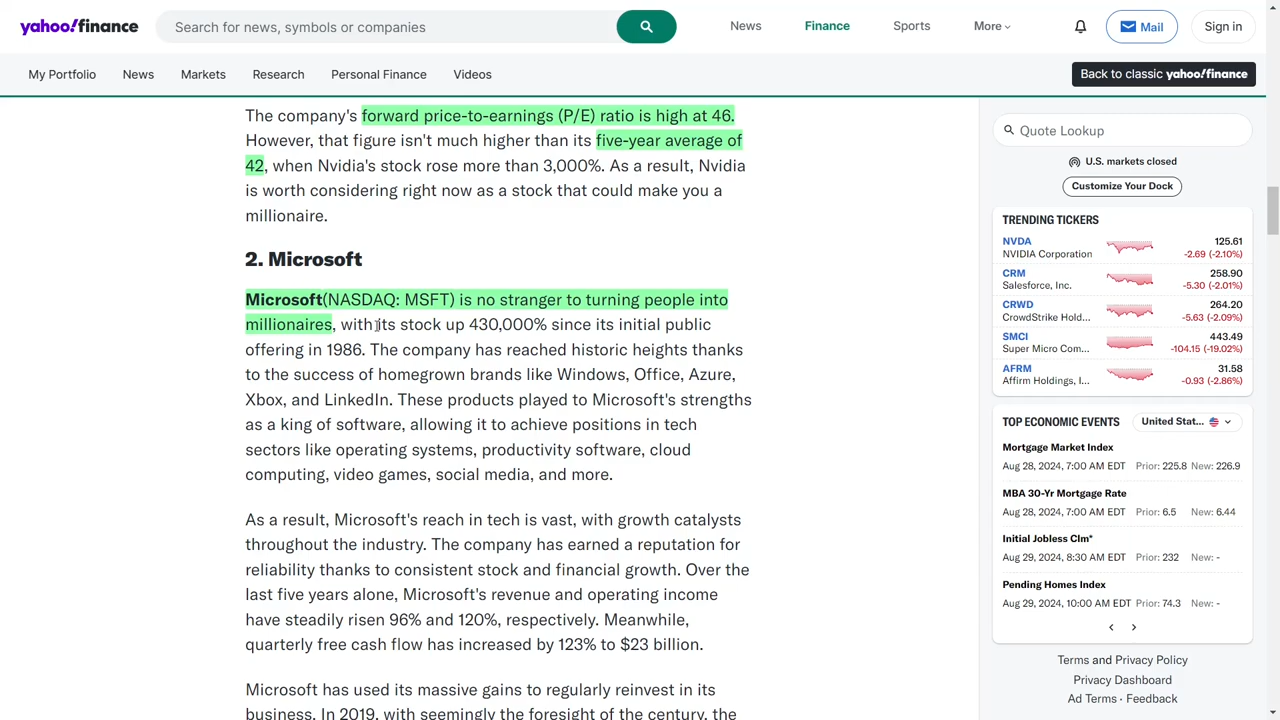 yahoo!finance
Search for news, symbols or companies
News
Finance
Sports
More
Mail
Sign in
My Portfolio
News
Markets
Research
Personal Finance
Videos
Back to classic yahoo!finance
The company's forward price-to-earnings (P/E) ratio is high at 46.
However, that figure isn't much higher than its five-year average of
42, when Nvidia's stock rose more than 3,000%. As a result, Nvidia
is worth considering right now as a stock that could make you a
millionaire.
2. Microsoft
Microsoft(NASDAQ: MSFT) is no stranger to turning people into
millionaires, with its stock up 430,000% since its initial public
offering in 1986. The company has reached historic heights thanks
to the success of homegrown brands like Windows, Office, Azure,
Xbox, and LinkedIn. These products played to Microsoft's strengths
as a king of software, allowing it to achieve positions in tech
sectors like operating systems, productivity software, cloud
computing, video games, social media, and more.
As a result, Microsoft's reach in tech is vast, with growth catalysts
throughout the industry. The company has earned a reputation for
reliability thanks to consistent stock and financial growth. Over the
last five years alone, Microsoft's revenue and operating income
have steadily risen 96% and 120%, respectively. Meanwhile,
quarterly free cash flow has increased by 123% to $23 billion.
Microsoft has used its massive gains to regularly reinvest in its
business. In 2019, with seemingly the foresight of the century, the
Quote Lookup
U.S. markets closed
Customize Your Dock
TRENDING TICKERS
NVDA 125.61
NVIDIA Corporation -2.69 (-2.10%)
CRM 258.90
Salesforce, Inc. -5.30 (-2.01%)
CRWD 264.20
CrowdStrike Hold... -5.63 (-2.09%)
SMCI 443.49
Super Micro Com... -104.15 (-19.02%)
AFRM 31.58
Affirm Holdings, I... -0.93 (-2.86%)
TOP ECONOMIC EVENTS United Stat...
Mortgage Market Index
Aug 28, 2024, 7:00 AM EDT Prior: 225.8 New: 226.9
MBA 30-Yr Mortgage Rate
Aug 28, 2024, 7:00 AM EDT Prior: 6.5 New: 6.44
Initial Jobless Clm*
Aug 29, 2024, 8:30 AM EDT Prior: 232 New: -
Pending Homes Index
Aug 29, 2024, 10:00 AM EDT Prior: 74.3 New: -
Terms and Privacy Policy
Privacy Dashboard
Ad Terms · Feedback